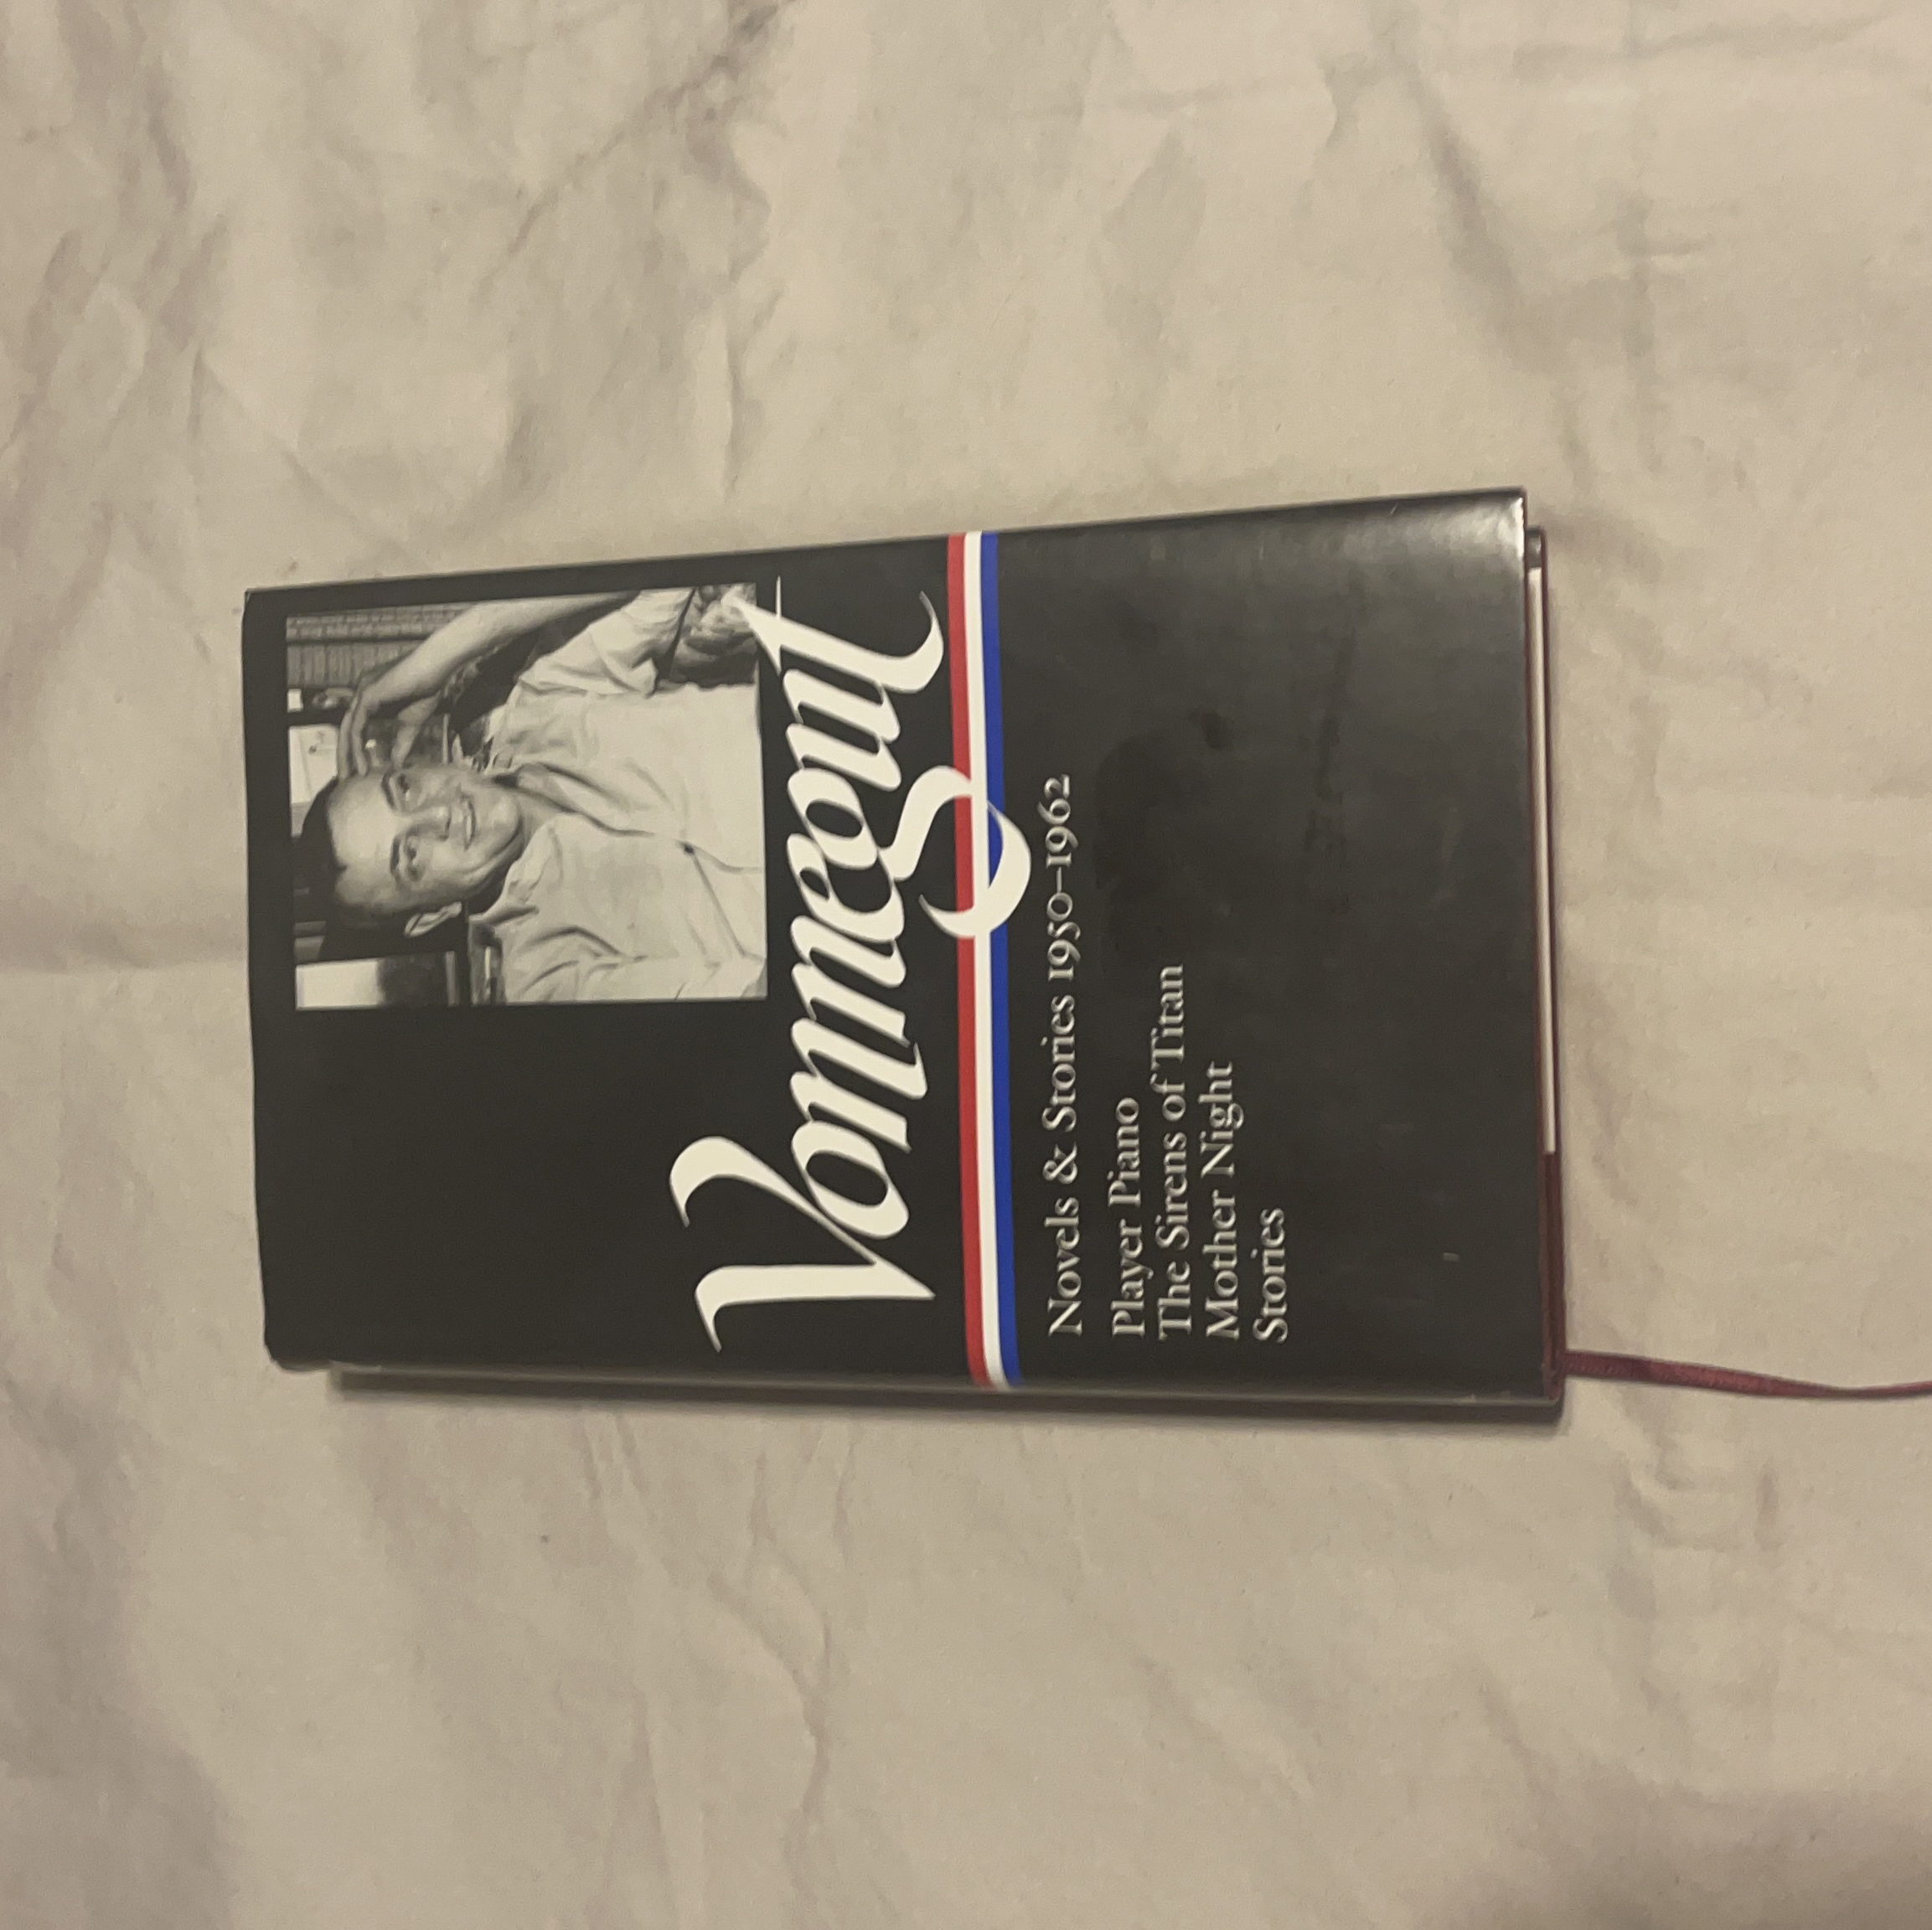 Vonnegut
Novels & Stories 1950–1962
Player Piano
The Sirens of Titan
Mother Night
Stories